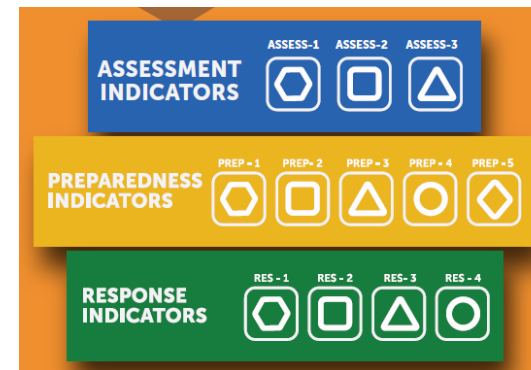 ASSESS-1 ASSESS-2 ASSESS-3
ASSESSMENT
INDICATORS
PREP - 1 PREP- 2 PREP - 3 PREP - 4 PREP -5
PREPAREDNESS
INDICATORS
RES - 1 RES - 2 RES- 3 RES - 4
RESPONSE
INDICATORS